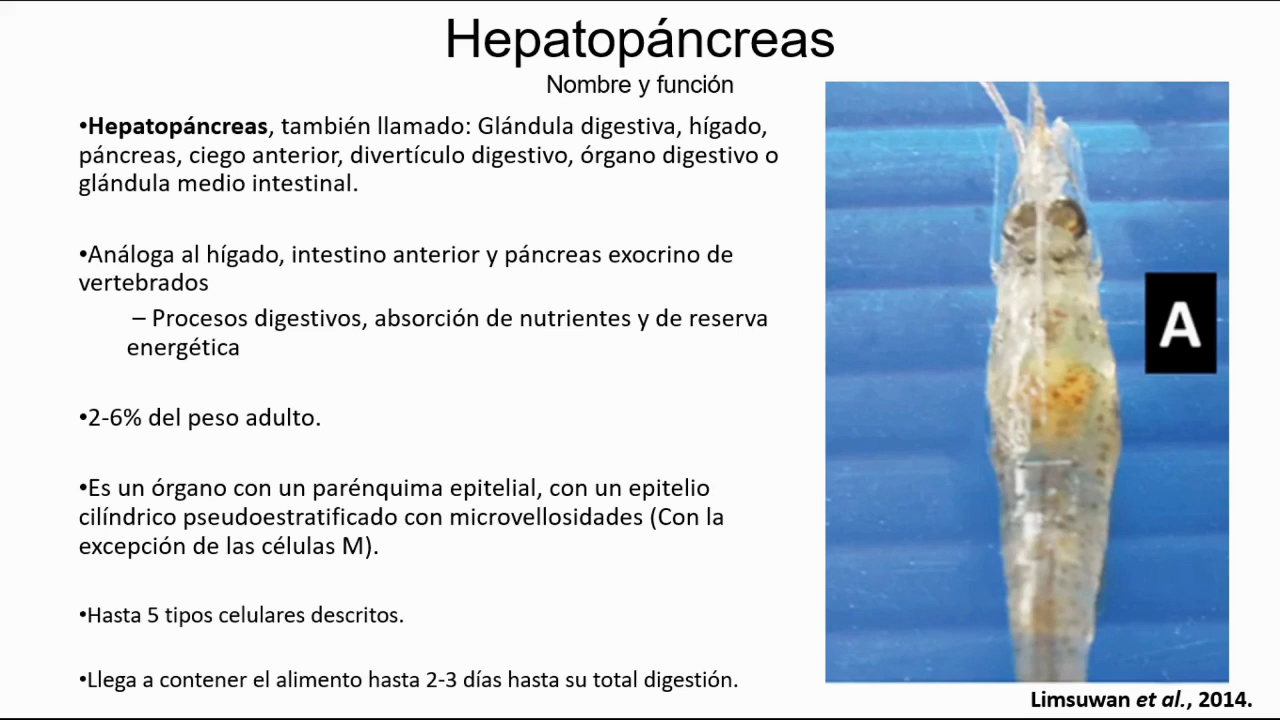 Hepatopáncreas
Nombre y función
•Hepatopáncreas, también llamado: Glándula digestiva, hígado,
páncreas, ciego anterior, divertículo digestivo, órgano digestivo o
glándula medio intestinal.
•Análoga al hígado, intestino anterior y páncreas exocrino de
vertebrados
– Procesos digestivos, absorción de nutrientes y de reserva
energética
•2-6% del peso adulto.
•Es un órgano con un parénquima epitelial, con un epitelio
cilíndrico pseudoestratificado con microvellosidades (Con la
excepción de las células M).
•Hasta 5 tipos celulares descritos.
•Llega a contener el alimento hasta 2-3 días hasta su total digestión.
A
Limsuwan et al., 2014.